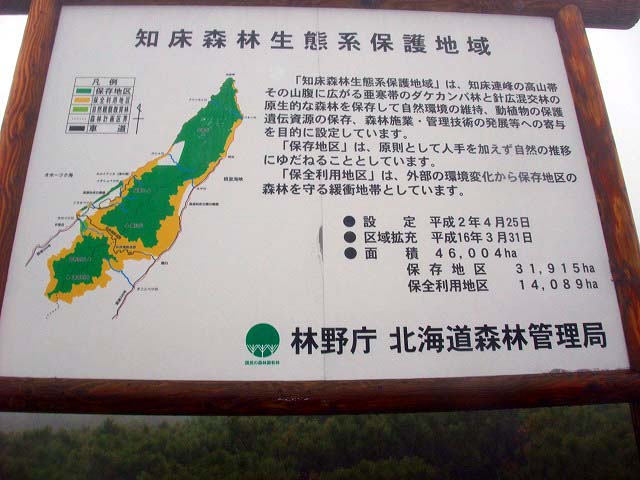 知床森林生態系保護地域
凡例
保存地区
保全利用地区
車道
「知床森林生態系保護地域」は、知床連峰の高山帯
その山腹に広がる亜寒帯のダケカンバ林と針広混交林の
原生的な森林を保存して自然環境の維持、動植物の保護
遺伝資源の保存、森林施業・管理技術の発展等への寄与
を目的に設定しています。
「保存地区」は、原則として人手を加えず自然の推移
にゆだねることとしています。
「保全利用地区」は、外部の環境変化から保存地区の
森林を守る緩衝地帯としています。
● 設定 平成2年4月25日
● 区域拡充 平成16年3月31日
● 面積 46,004ha
保存地区 31,915ha
保全利用地区 14,089ha
オホーツク海
根室海峡
林野庁 北海道森林管理局